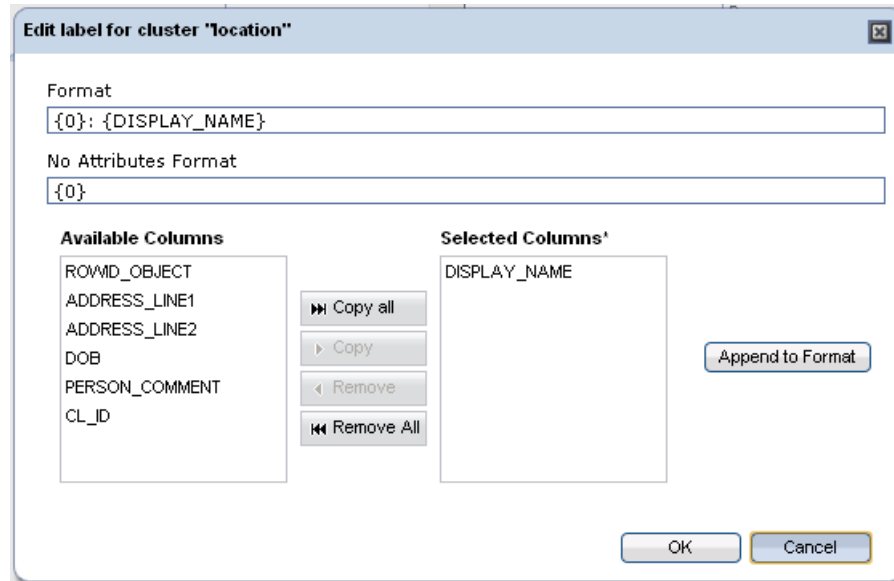 Edit label for cluster "location"
Format
{0}: {DISPLAY_NAME}
No Attributes Format
{0}
Available Columns
Selected Columns*
ROWID_OBJECT
ADDRESS_LINE1
ADDRESS_LINE2
DOB
PERSON_COMMENT
CL_ID
Copy all
Copy
Remove
Remove All
DISPLAY_NAME
Append to Format
OK
Cancel